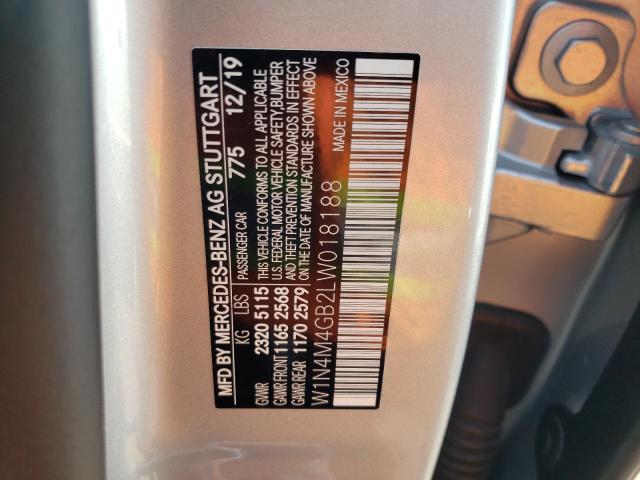 MFD BY MERCEDES-BENZ AG STUTTGART
PASSENGER CAR 775 12/19
KG LBS
GVWR 2320 5115
GAWR FRONT 1165 2568
GAWR REAR 1170 2579
THIS VEHICLE CONFORMS TO ALL APPLICABLE
U.S. FEDERAL MOTOR VEHICLE SAFETY,BUMPER
AND THEFT PREVENTION STANDARDS IN EFFECT
ON THE DATE OF MANUFACTURE SHOWN ABOVE
MADE IN MEXICO
W1N4M4GB2LW018188